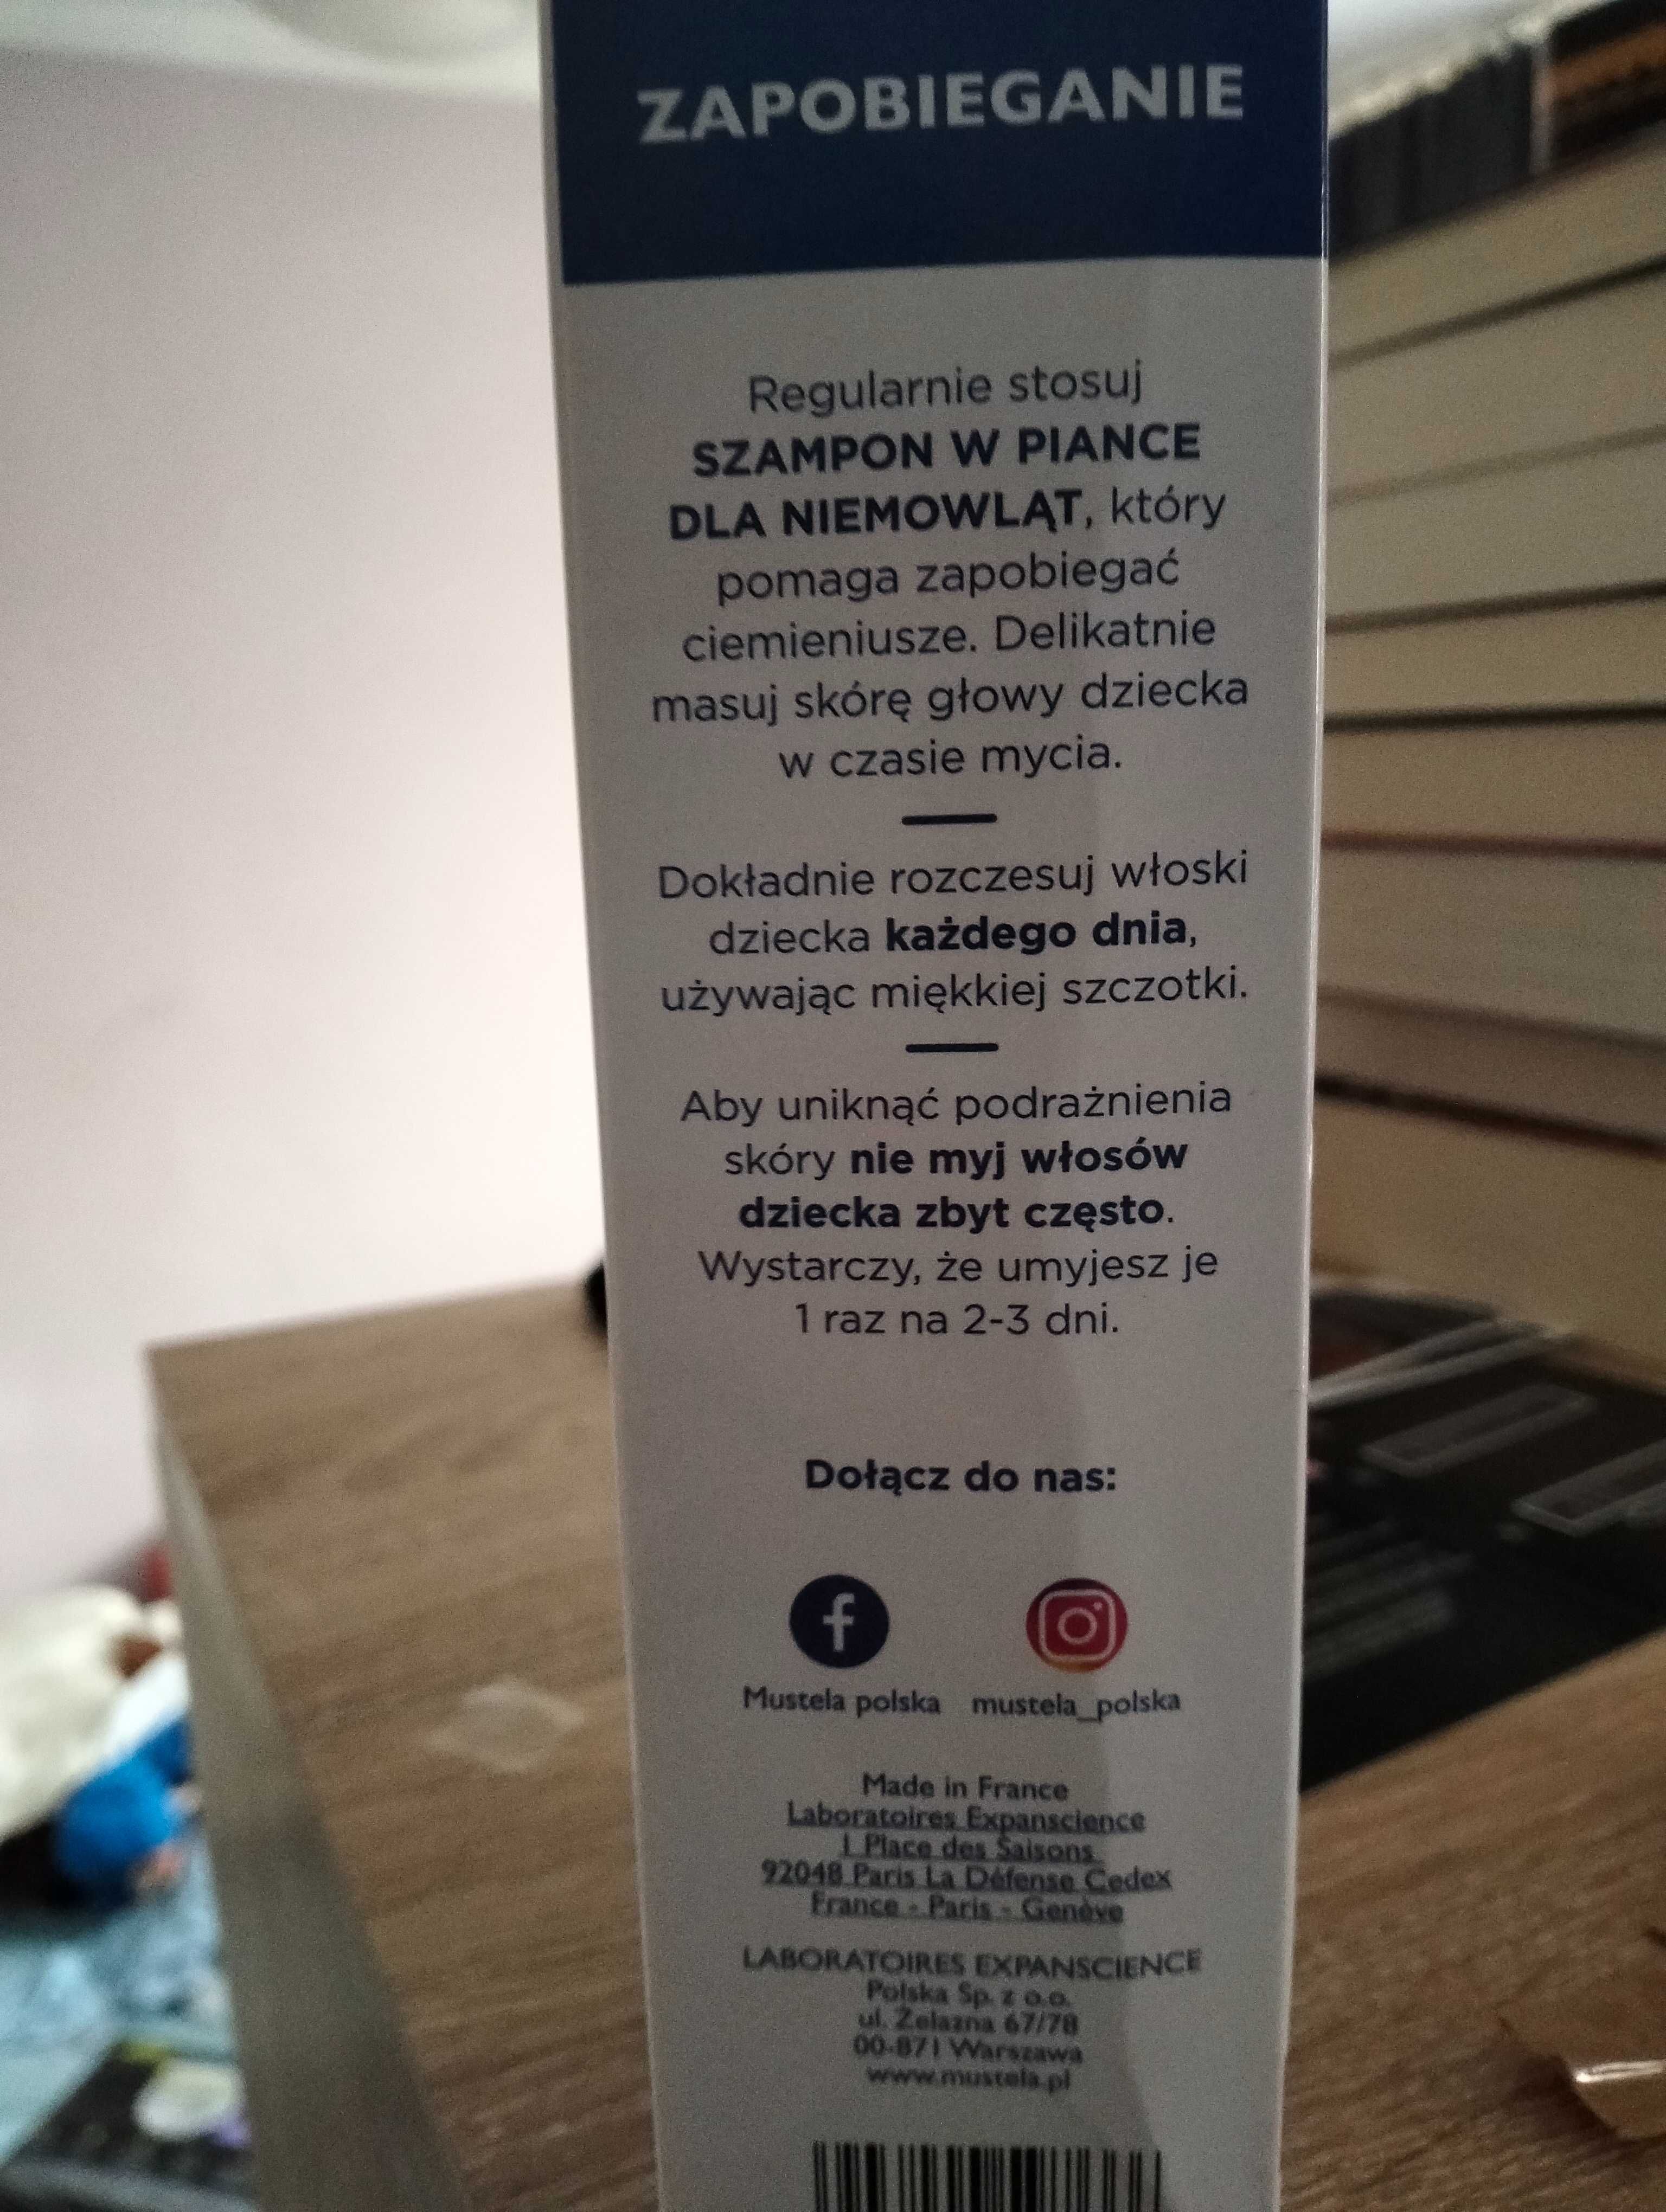 ZAPOBIEGANIE
Regularnie stosuj
SZAMPON W PIANCE
DLA NIEMOWLĄT, który
pomaga zapobiegać
ciemieniusze. Delikatnie
masuj skórę głowy dziecka
w czasie mycia.
Dokładnie rozczesuj włoski
dziecka każdego dnia,
używając miękkiej szczotki.
Aby uniknąć podrażnienia
skóry nie myj włosów
dziecka zbyt często.
Wystarczy, że umyjesz je
1 raz na 2-3 dni.
Dołącz do nas:
Mustela polska mustela_polska
Made in France
Laboratoires Expanscience
1 Place des Saisons
92048 Paris La Défense Cedex
France - Paris - Genève
LABORATOIRES EXPANSCIENCE
Polska Sp. z o.o.
ul. Żelazna 67/78
00-871 Warszawa
www.mustela.pl